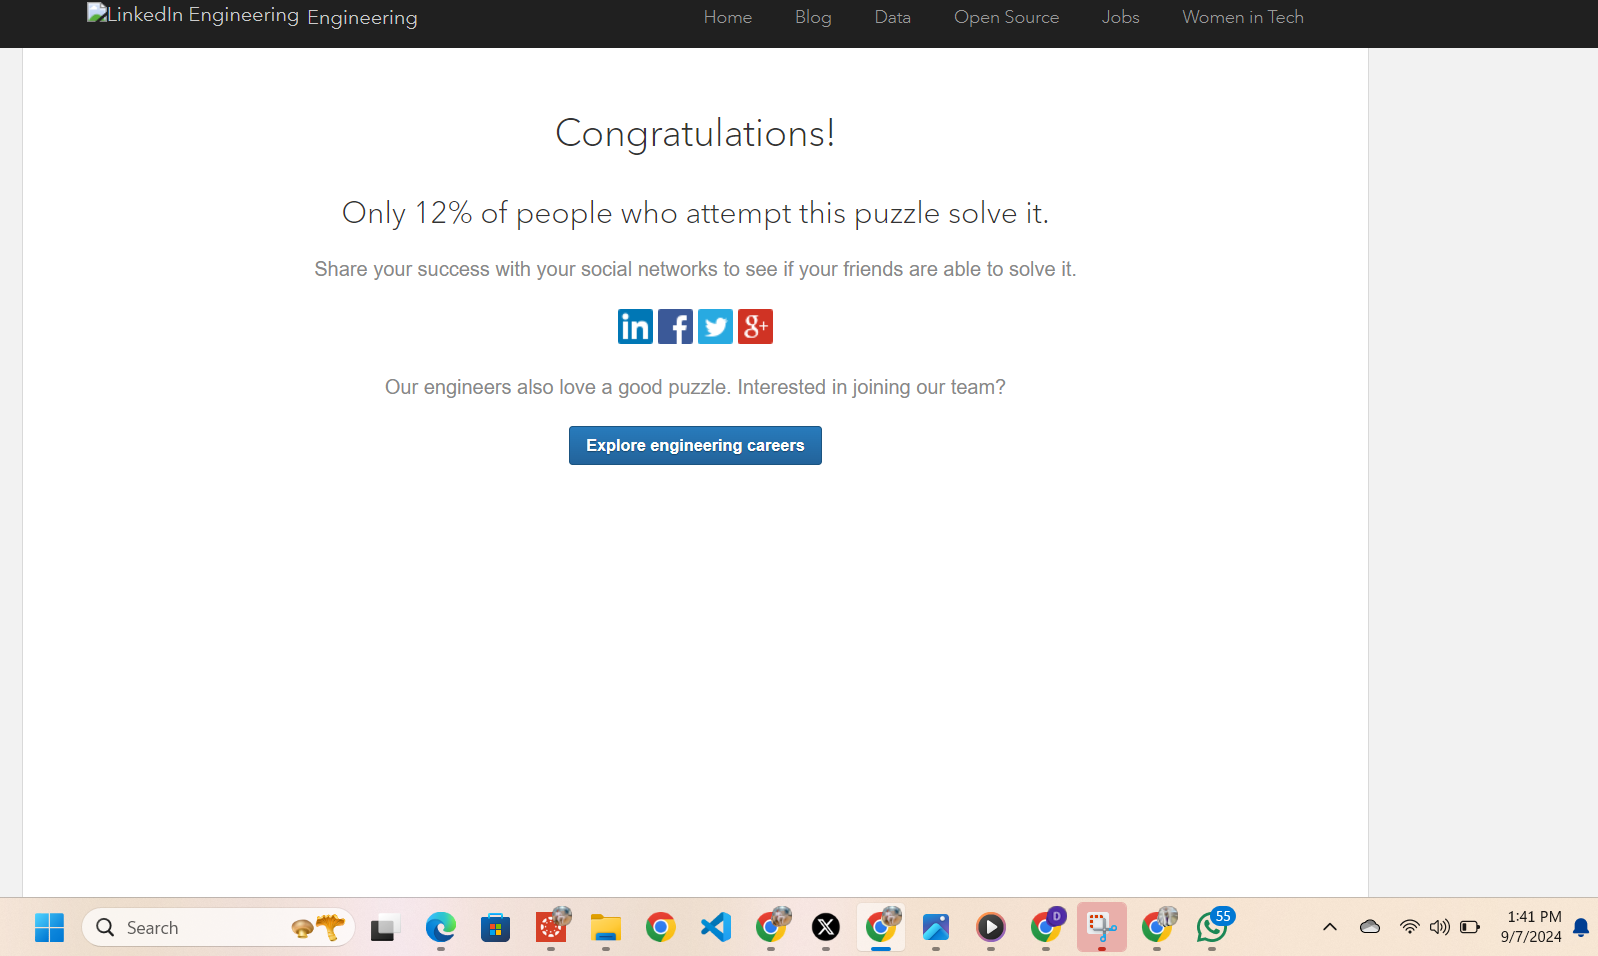 LinkedIn Engineering Engineering
Home Blog Data Open Source Jobs Women in Tech
Congratulations!
Only 12% of people who attempt this puzzle solve it.
Share your success with your social networks to see if your friends are able to solve it.
in f g+
Our engineers also love a good puzzle. Interested in joining our team?
Explore engineering careers
Search
X
D
55
1:41 PM
9/7/2024